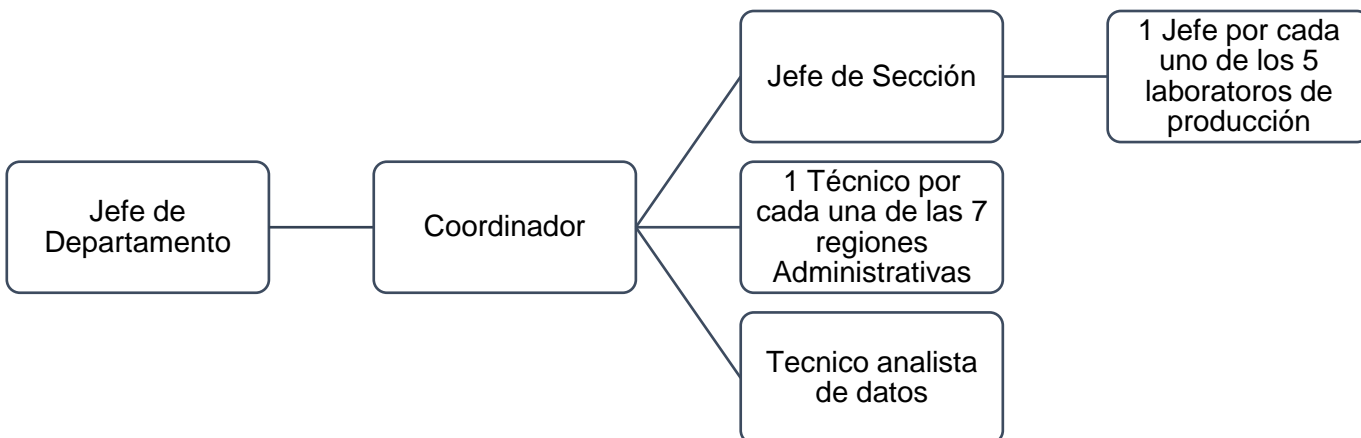 Jefe de
Departamento
Coordinador
Jefe de Sección
1 Jefe por cada
uno de los 5
laboratoros de
producción
1 Técnico por
cada una de las 7
regiones
Administrativas
Tecnico analista
de datos